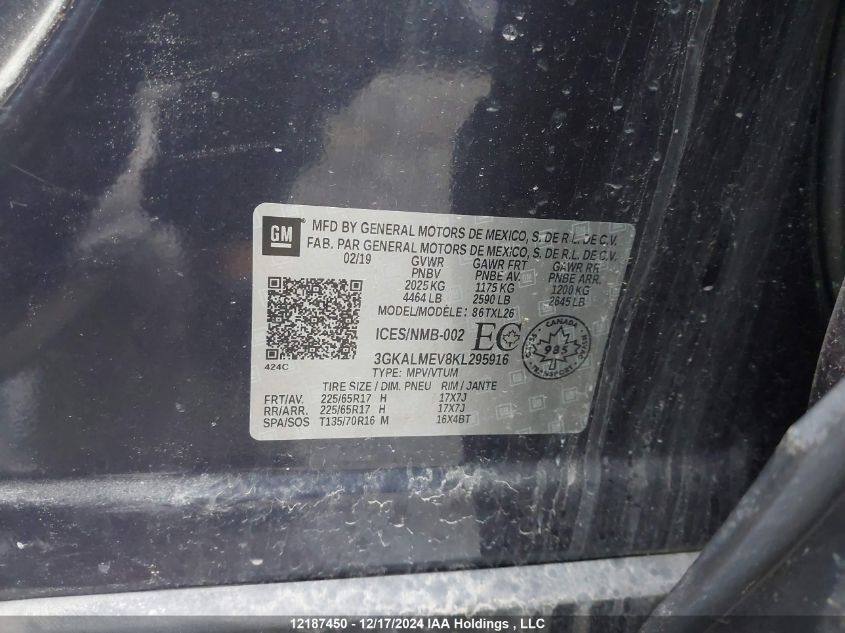 GM
MFD BY GENERAL MOTORS DE MEXICO, S. DE R.L. DE C.V.
FAB. PAR GENERAL MOTORS DE MEXICO, S. DE R.L. DE C.V.
02/19 GVWR GAWR FRT GAWR RR
PNBV PNBE AV. PNBE ARR.
2025 KG 1175 KG 1200 KG
4464 LB 2590 LB 2645 LB
MODEL/MODÈLE: 86TXL26
ICES/NMB-002 EC
3GKALMEV8KL295916
985
CANADA
TRANSPORT
424C
TYPE: MPV/VTUM
TIRE SIZE / DIM. PNEU RIM / JANTE
FRT/AV. 225/65R17 H 17X7J
RR/ARR. 225/65R17 H 17X7J
SPA/SOS T135/70R16 M 16X4BT
12187450 - 12/17/2024 IAA Holdings, LLC